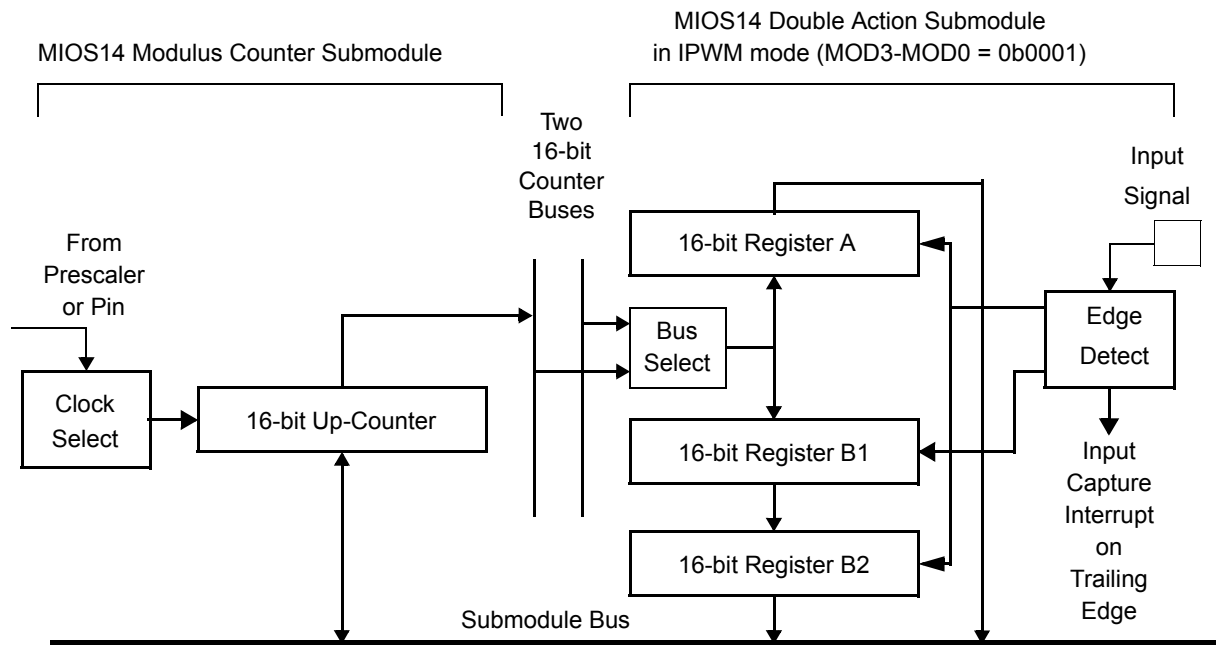 MIOS14 Modulus Counter Submodule
MIOS14 Double Action Submodule
in IPWM mode (MOD3-MOD0 = 0b0001)
Two
16-bit
Counter
Buses
Input
Signal
From
Prescaler
or Pin
16-bit Register A
Bus
Select
Edge
Detect
Clock
Select
16-bit Up-Counter
16-bit Register B1
Input
Capture
Interrupt
on
Trailing
Edge
16-bit Register B2
Submodule Bus